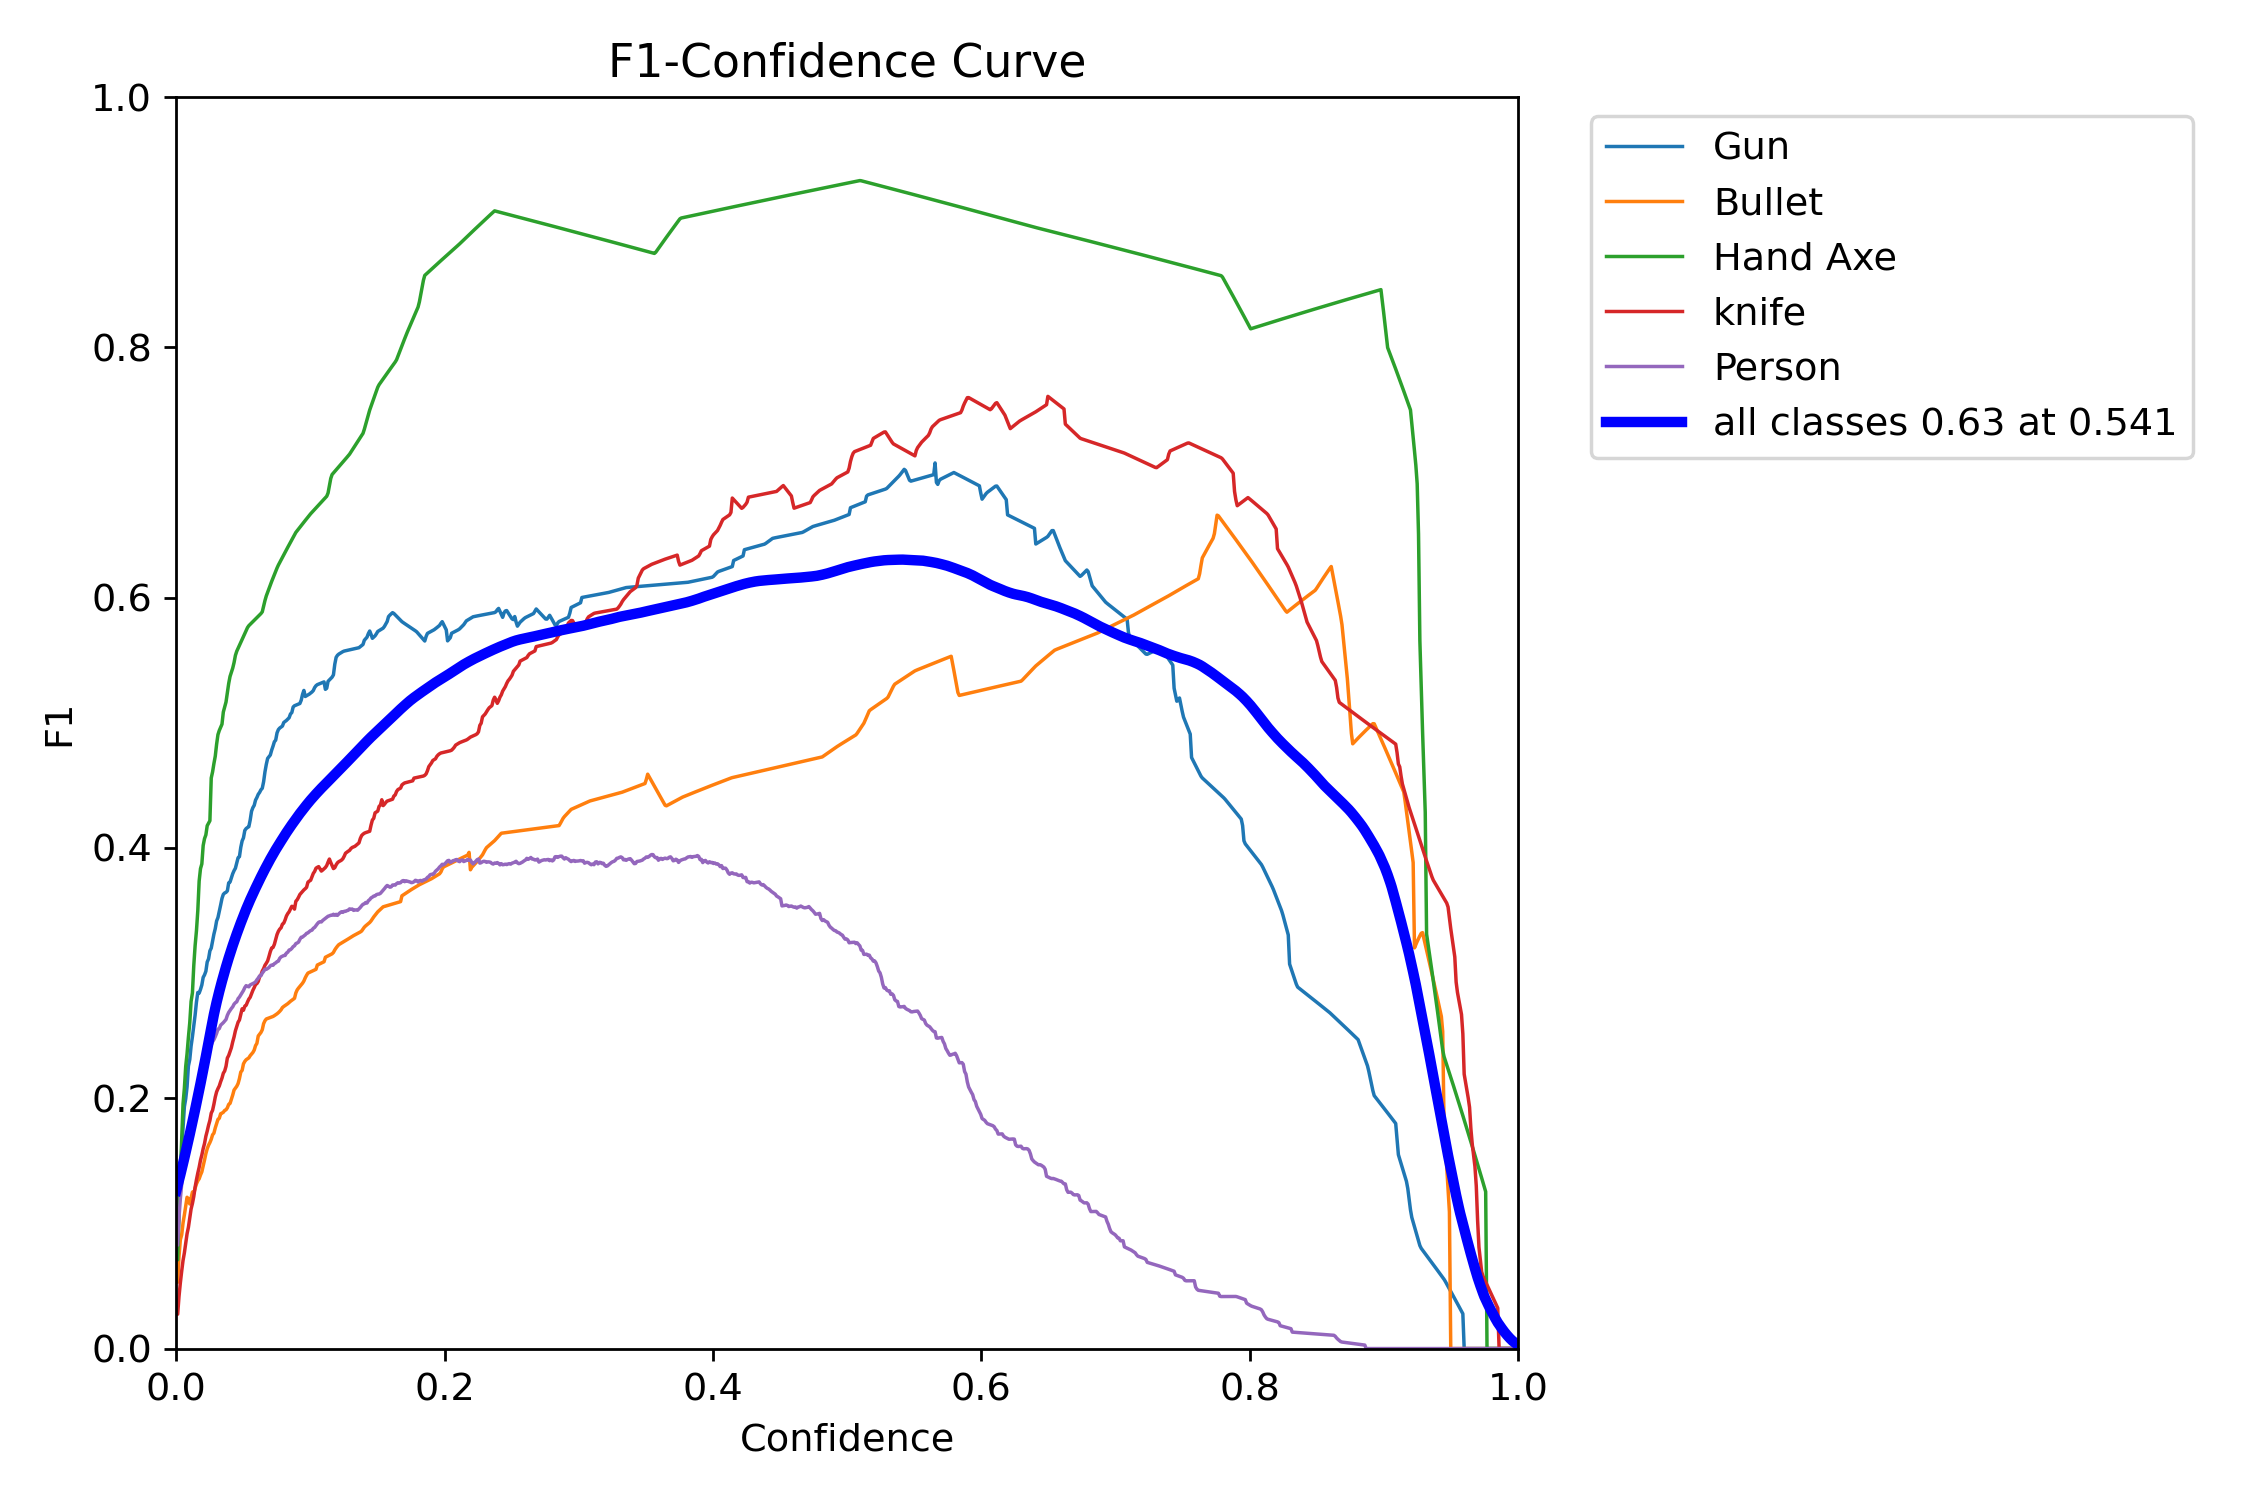 F1-Confidence Curve
1.0
0.8
0.6
0.4
0.2
0.0
F1
0.0 0.2 0.4 0.6 0.8 1.0
Confidence
Gun
Bullet
Hand Axe
knife
Person
all classes 0.63 at 0.541